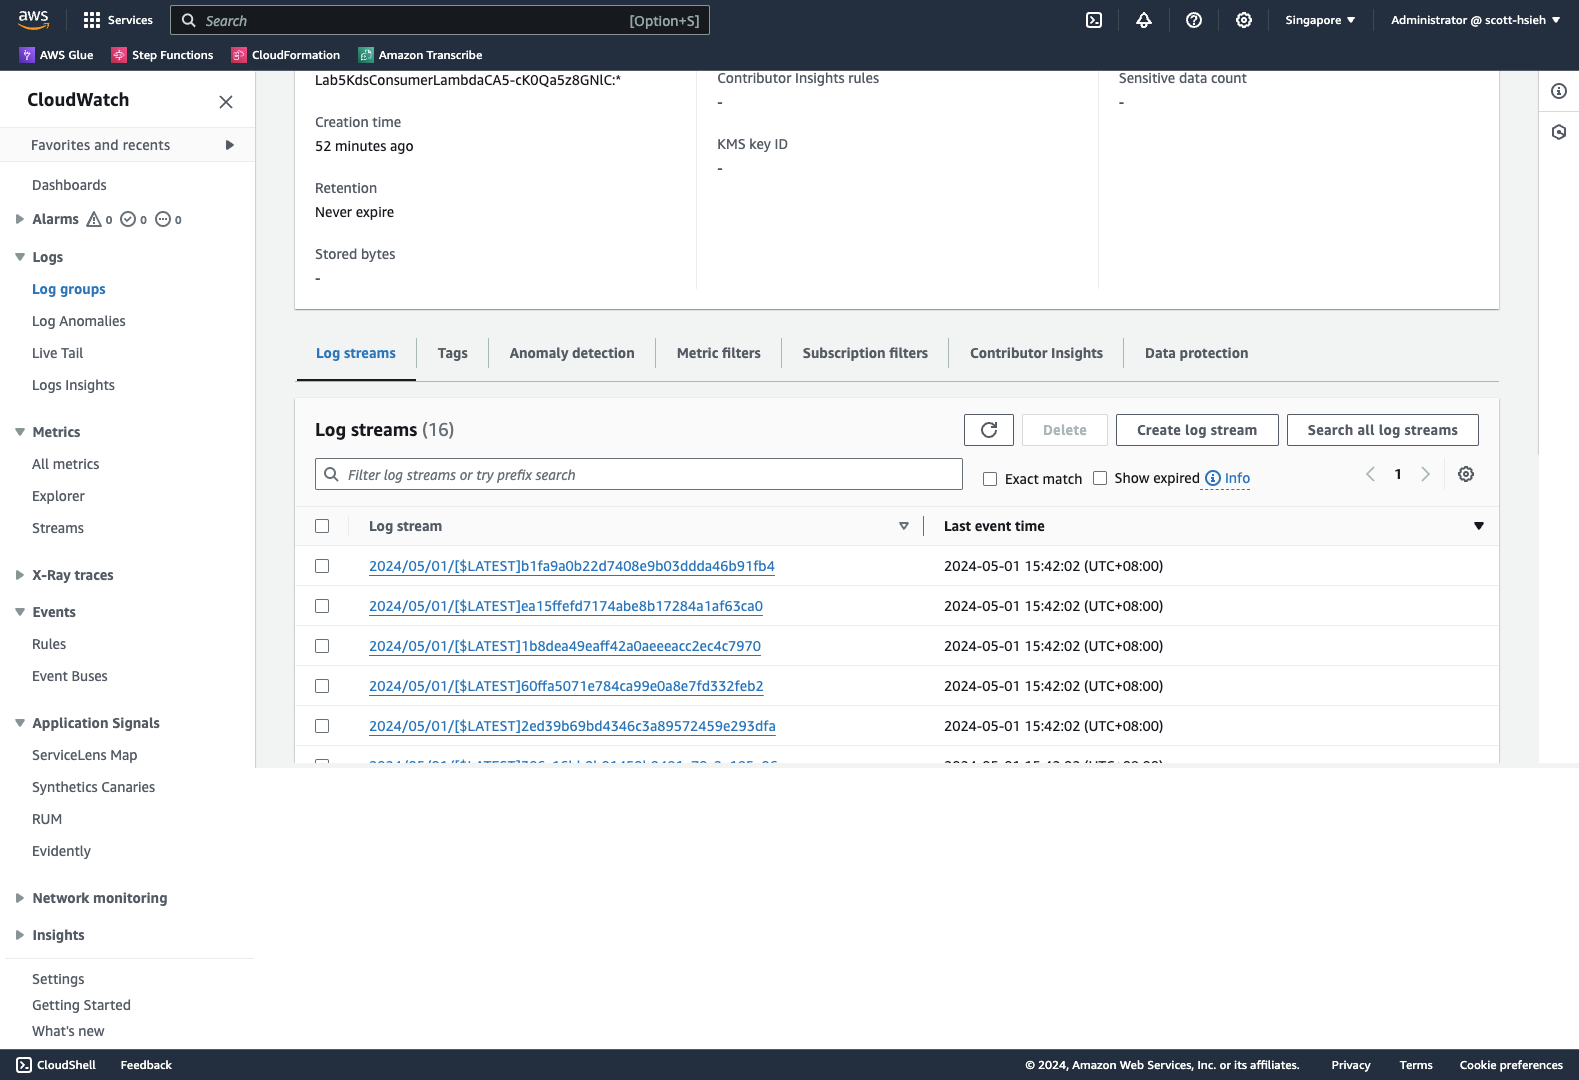 aws
Services
Search
[Option+S]
Singapore
Administrator @ scott-hsieh
AWS Glue
Step Functions
CloudFormation
Amazon Transcribe
CloudWatch
Favorites and recents
Dashboards
Alarms 0 0 0
Logs
Log groups
Log Anomalies
Live Tail
Logs Insights
Metrics
All metrics
Explorer
Streams
X-Ray traces
Events
Rules
Event Buses
Application Signals
ServiceLens Map
Synthetics Canaries
RUM
Evidently
Network monitoring
Insights
Settings
Getting Started
What's new
Lab5KdsConsumerLambdaCA5-cK0Qa5z8GNlC:*
Creation time
52 minutes ago
Retention
Never expire
Stored bytes
-
Contributor Insights rules
-
KMS key ID
-
Sensitive data count
-
Log streams
Tags
Anomaly detection
Metric filters
Subscription filters
Contributor Insights
Data protection
Log streams (16)
Delete
Create log stream
Search all log streams
Filter log streams or try prefix search
Exact match
Show expired
Info
1
Log stream
Last event time
2024/05/01/[$LATEST]b1fa9a0b22d7408e9b03ddda46b91fb4
2024-05-01 15:42:02 (UTC+08:00)
2024/05/01/[$LATEST]ea15ffefd7174abe8b17284a1af63ca0
2024-05-01 15:42:02 (UTC+08:00)
2024/05/01/[$LATEST]1b8dea49eaff42a0aeeeacc2ec4c7970
2024-05-01 15:42:02 (UTC+08:00)
2024/05/01/[$LATEST]60ffa5071e784ca99e0a8e7fd332feb2
2024-05-01 15:42:02 (UTC+08:00)
2024/05/01/[$LATEST]2ed39b69bd4346c3a89572459e293dfa
2024-05-01 15:42:02 (UTC+08:00)
CloudShell
Feedback
© 2024, Amazon Web Services, Inc. or its affiliates.
Privacy
Terms
Cookie preferences